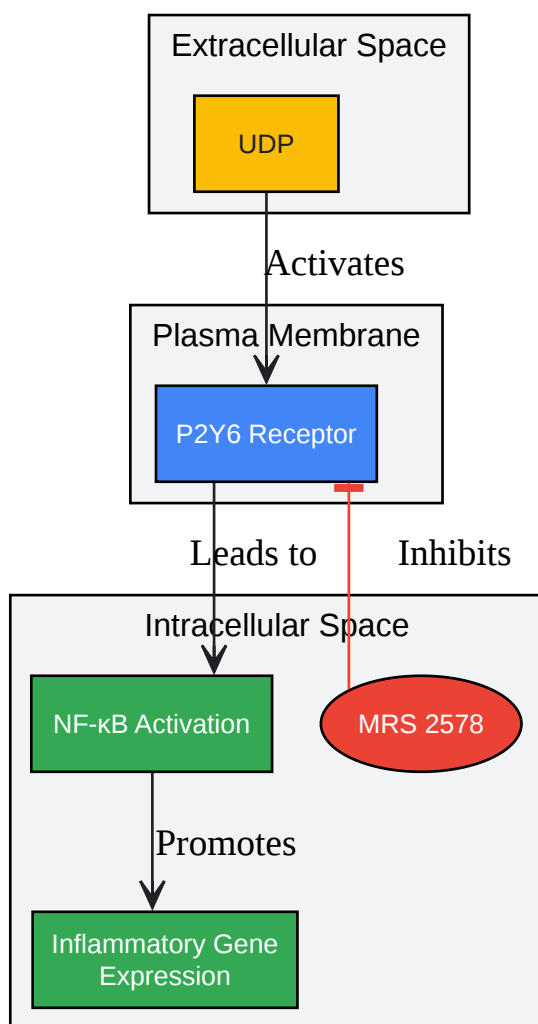 Extracellular Space
UDP
Activates
Plasma Membrane
P2Y6 Receptor
Leads to
Inhibits
Intracellular Space
NF-κB Activation
MRS 2578
Promotes
Inflammatory Gene
Expression